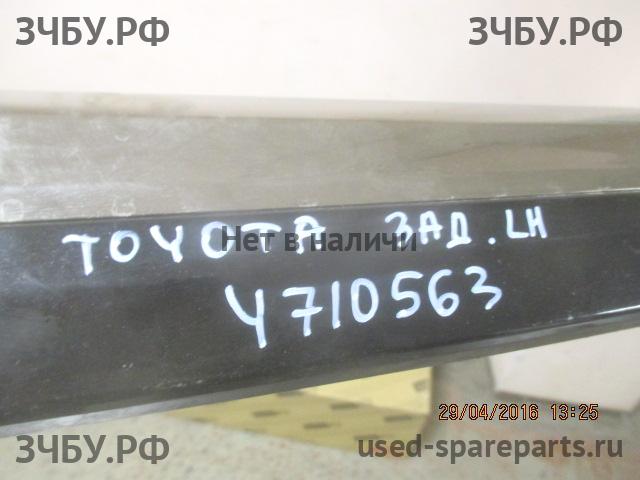 ЗЧБУ.РФ ЗЧБУ.РФ
TOYOTA ЗАД. LH
Нет в наличии
Y710563
29/04/2016 13:25
ЗЧБУ.РФ used-spareparts.ru